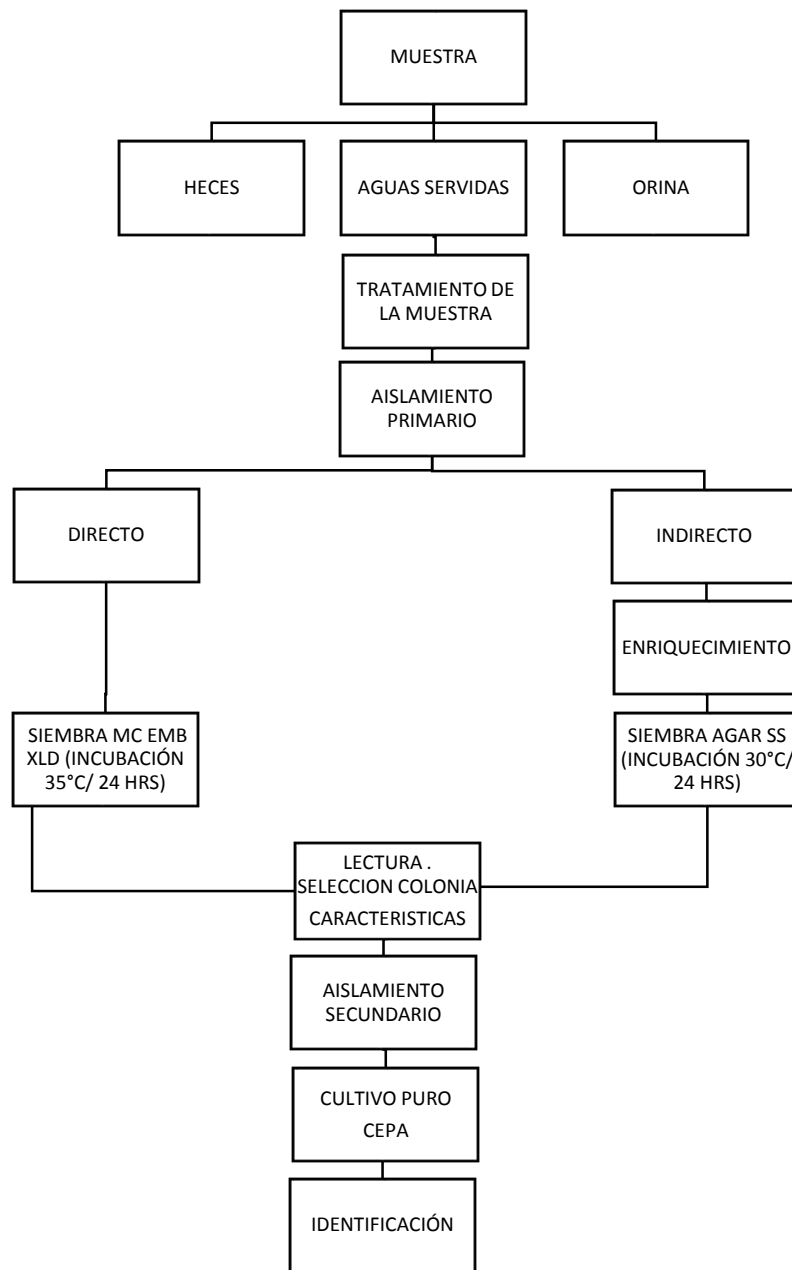 MUESTRA
HECES
AGUAS SERVIDAS
ORINA
TRATAMIENTO DE
LA MUESTRA
AISLAMIENTO
PRIMARIO
DIRECTO
INDIRECTO
ENRIQUECIMIENTO
SIEMBRA MC EMB
XLD (INCUBACIÓN
35°C/ 24 HRS)
SIEMBRA AGAR SS
(INCUBACIÓN 30°C/
24 HRS)
LECTURA .
SELECCION COLONIA
CARACTERISTICAS
AISLAMIENTO
SECUNDARIO
CULTIVO PURO
CEPA
IDENTIFICACIÓN